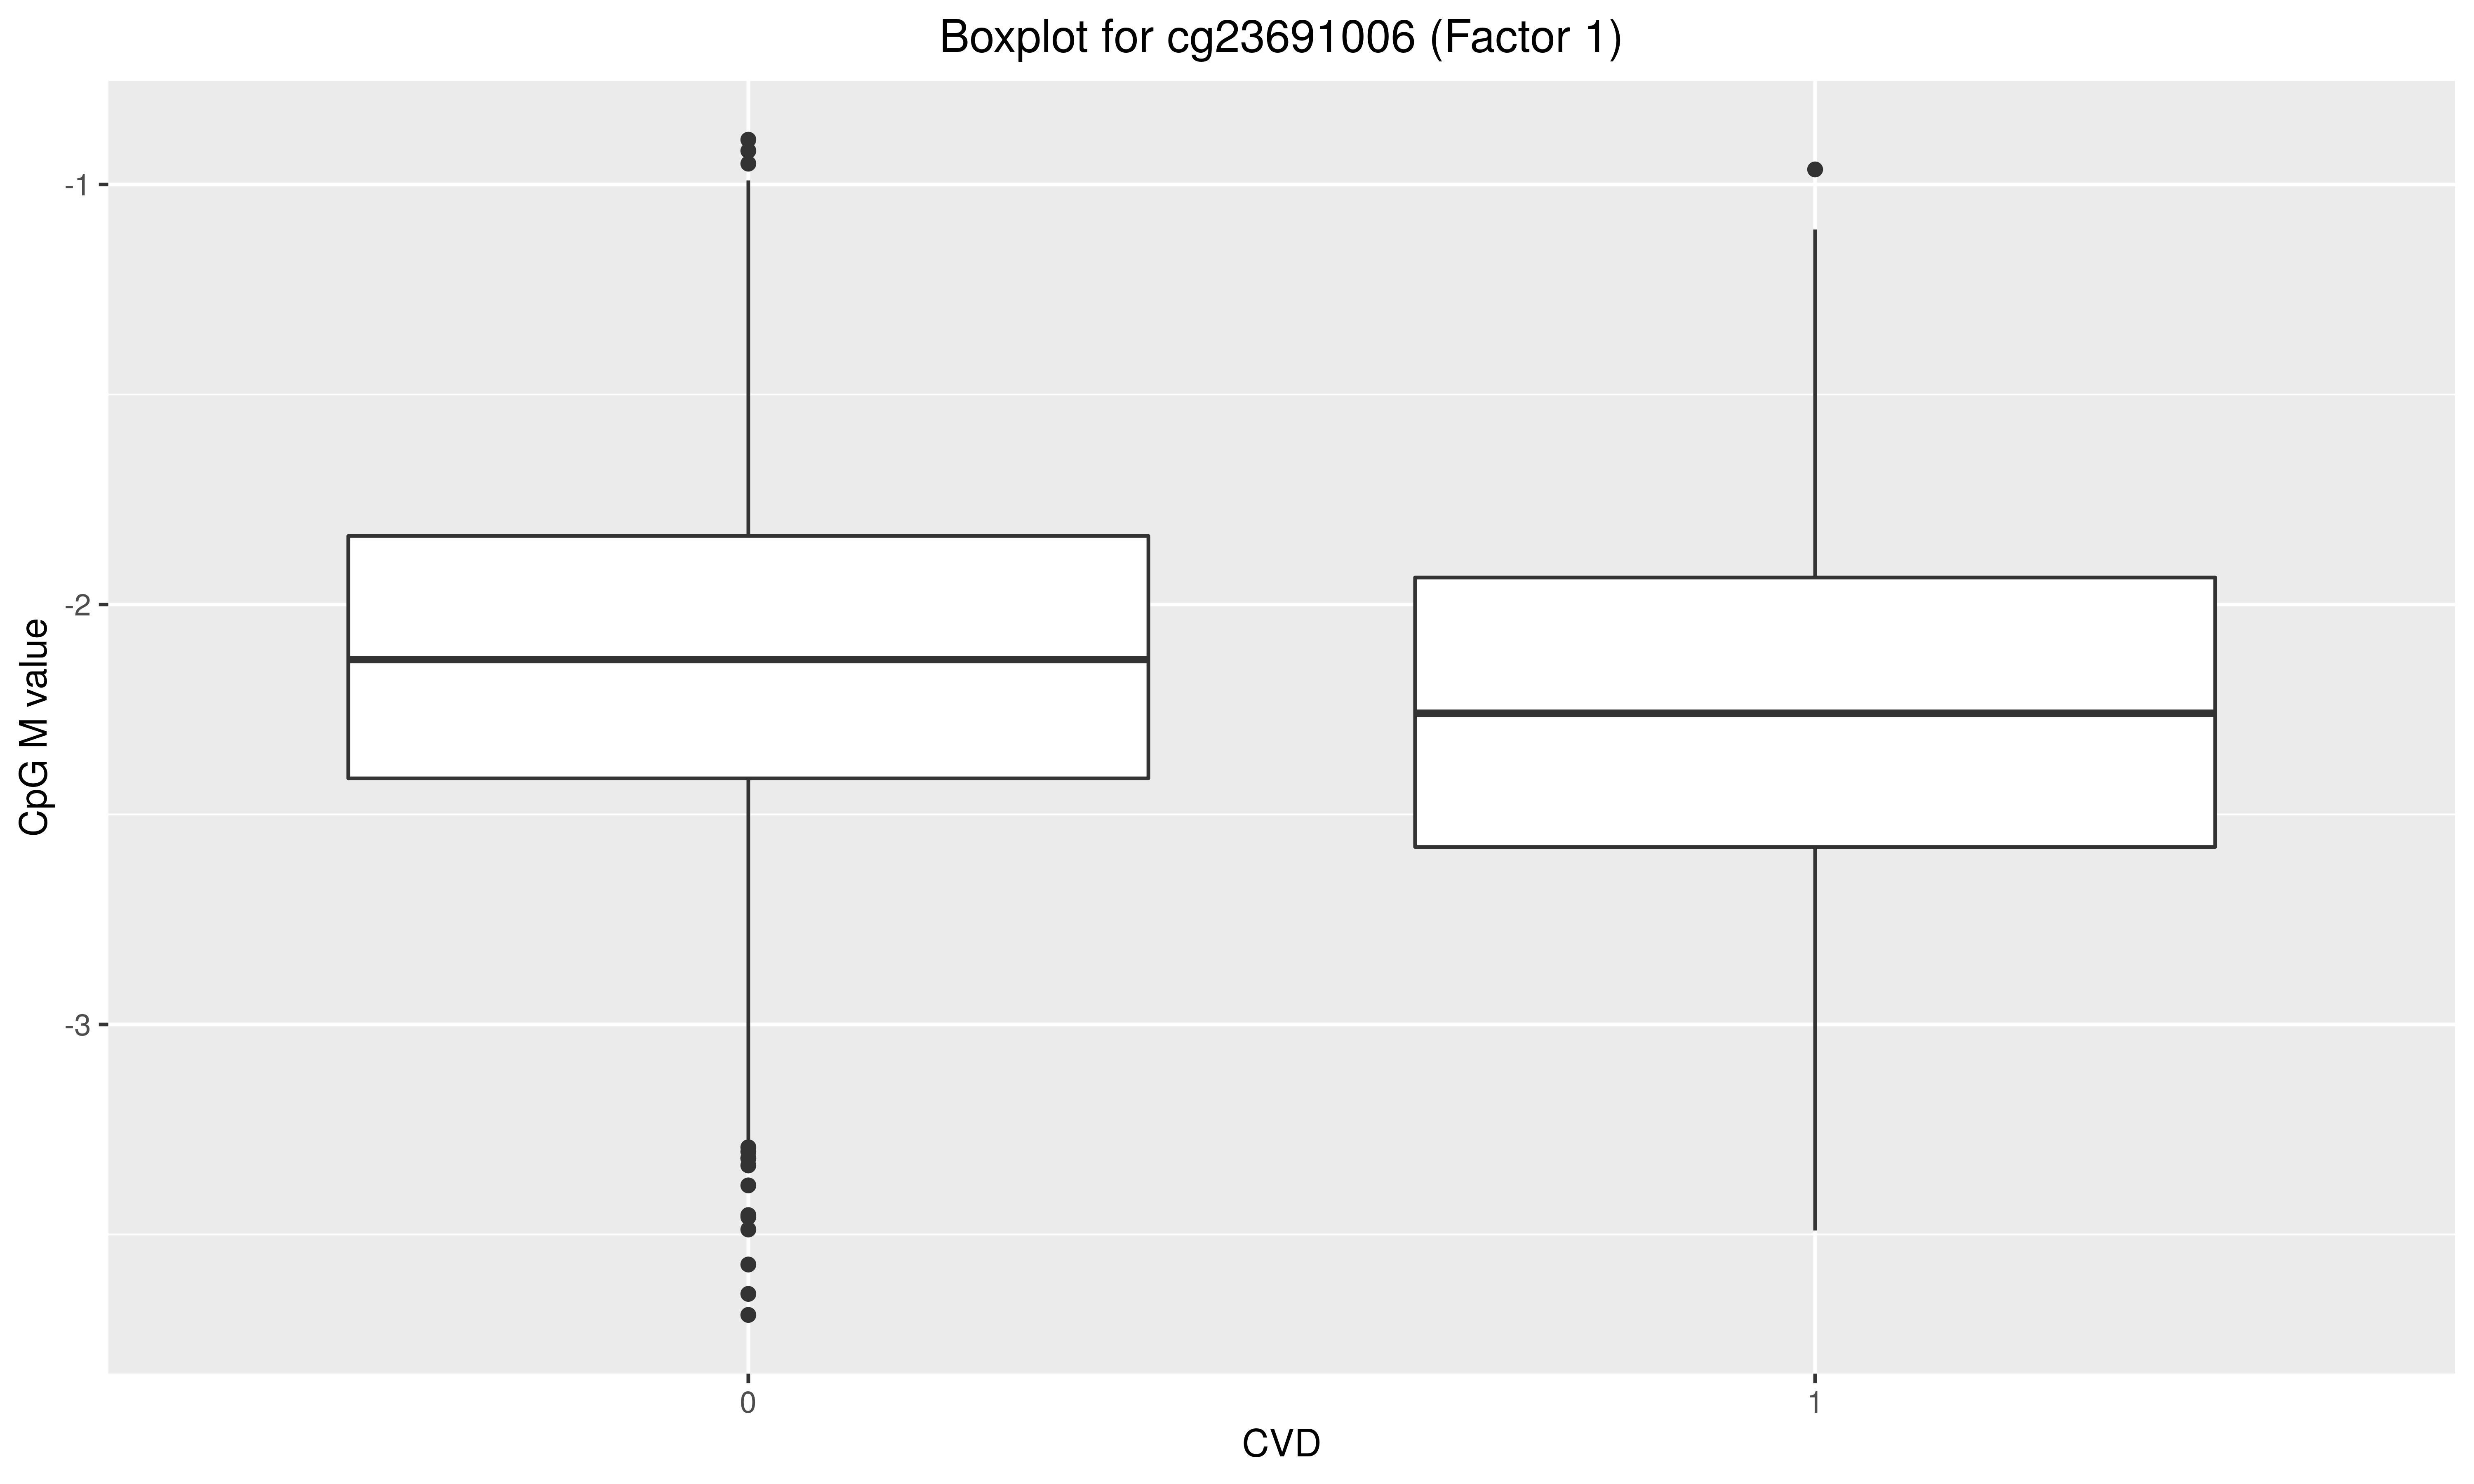 Boxplot for cg23691006 (Factor 1)
CpG M value
-1
-2
-3
0
1
CVD